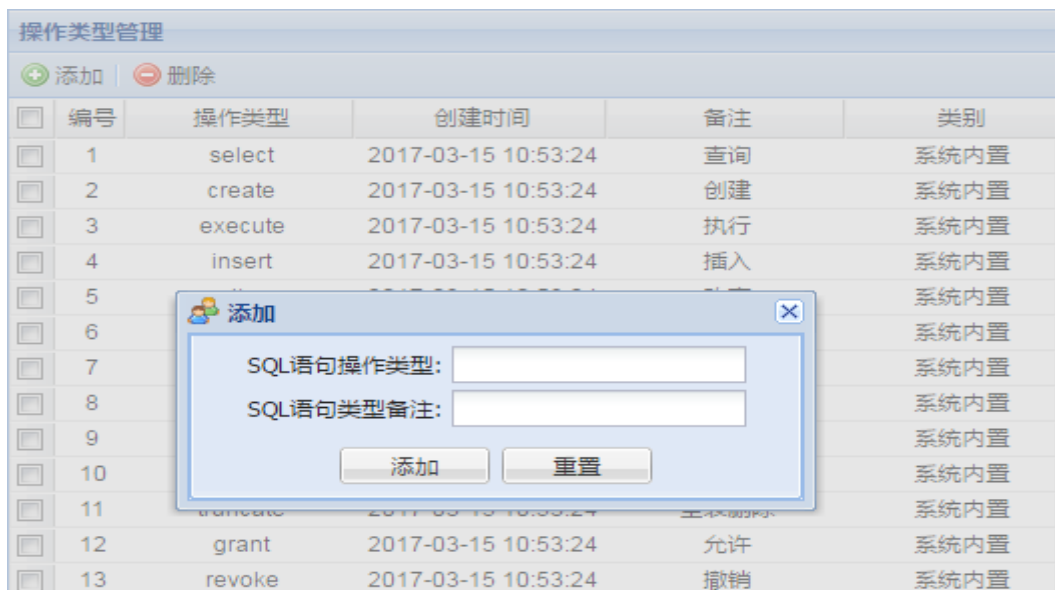 操作类型管理
添加 删除
编号 操作类型 创建时间 备注 类别
1 select 2017-03-15 10:53:24 查询 系统内置
2 create 2017-03-15 10:53:24 创建 系统内置
3 execute 2017-03-15 10:53:24 执行 系统内置
4 insert 2017-03-15 10:53:24 插入 系统内置
5 系统内置
添加
6 系统内置
SQL语句操作类型:
7 系统内置
SQL语句类型备注:
8 系统内置
9 系统内置
添加 重置
10 系统内置
11 truncate 2017-03-15 10:53:24 系统内置
12 grant 2017-03-15 10:53:24 允许 系统内置
13 revoke 2017-03-15 10:53:24 撤销 系统内置